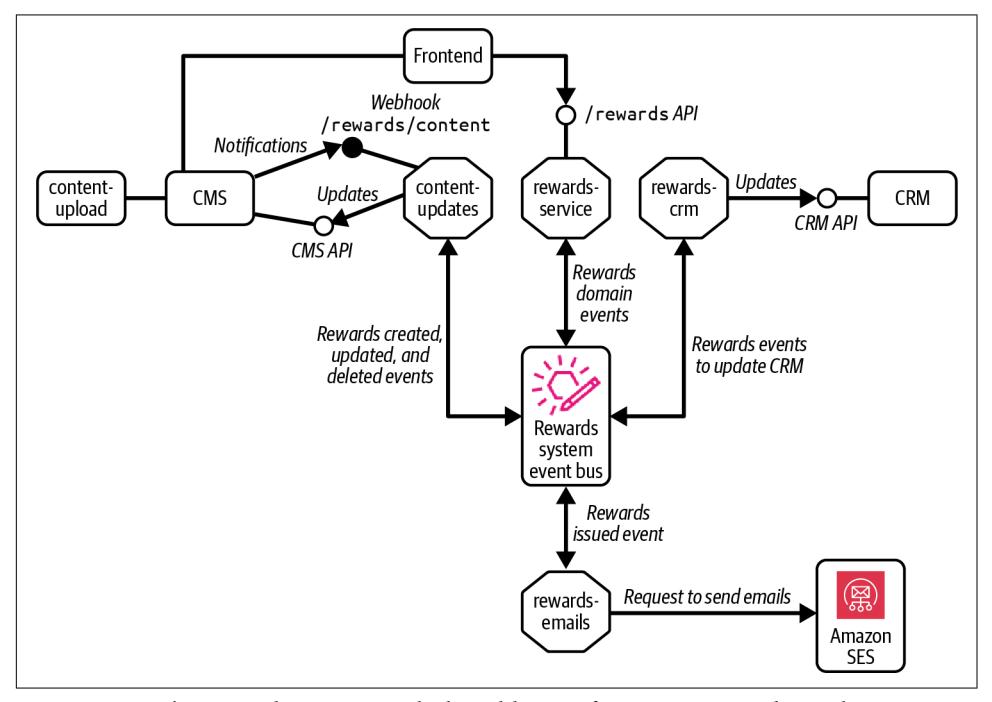 Frontend
Webhook
/rewards/content
/rewards API
Notifications
content-
upload
CMS
Updates
CMS API
content-
updates
rewards-
service
rewards-
crm
Updates
CRM API
CRM
Rewards
domain
events
Rewards created,
updated, and
deleted events
Rewards events
to update CRM
Rewards
system
event bus
Rewards
issued event
rewards-
emails
Request to send emails
Amazon
SES